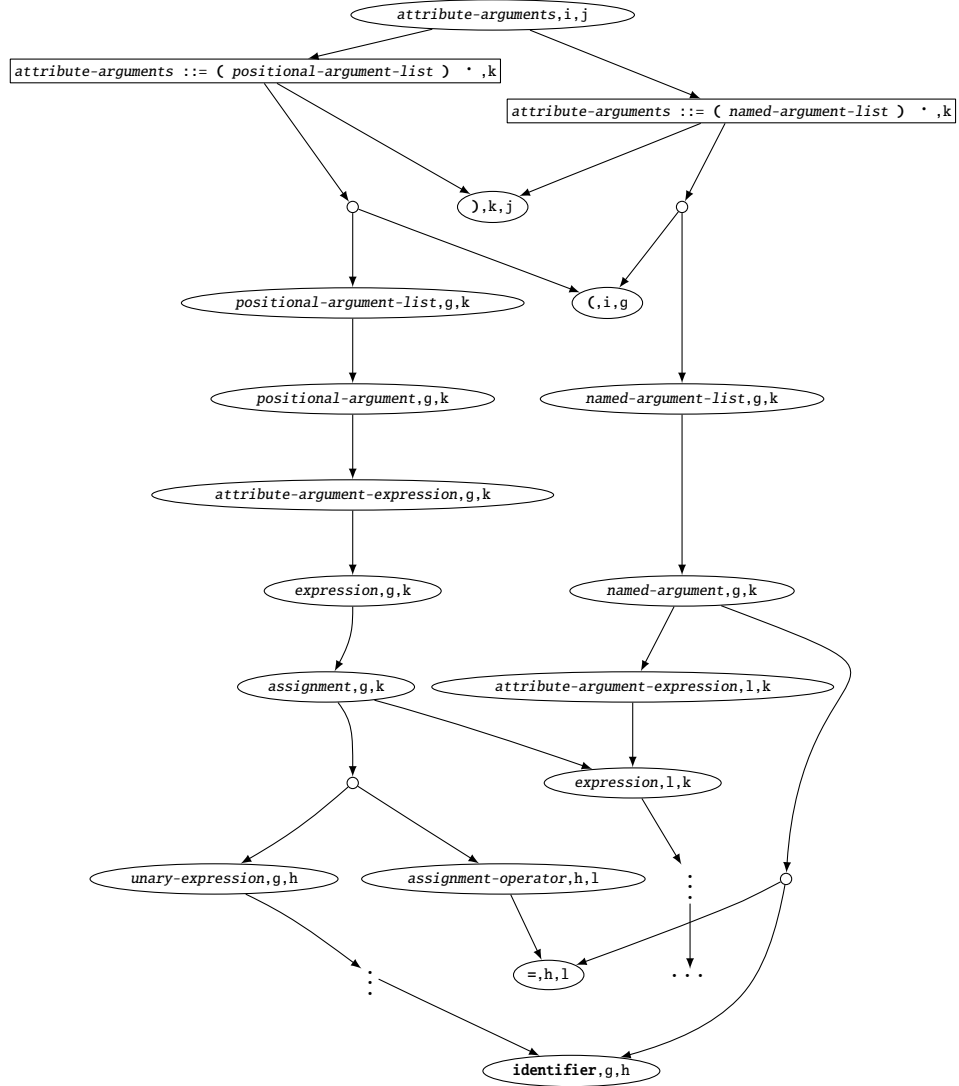 attribute-arguments,i,j
attribute-arguments ::= ( positional-argument-list ) · ,k
attribute-arguments ::= ( named-argument-list ) · ,k
),k,j
positional-argument-list,g,k
(,i,g
positional-argument,g,k
named-argument-list,g,k
attribute-argument-expression,g,k
expression,g,k
named-argument,g,k
assignment,g,k
attribute-argument-expression,l,k
expression,l,k
unary-expression,g,h
assignment-operator,h,l
⋮
=,h,l
· · ·
⋮
identifier,g,h